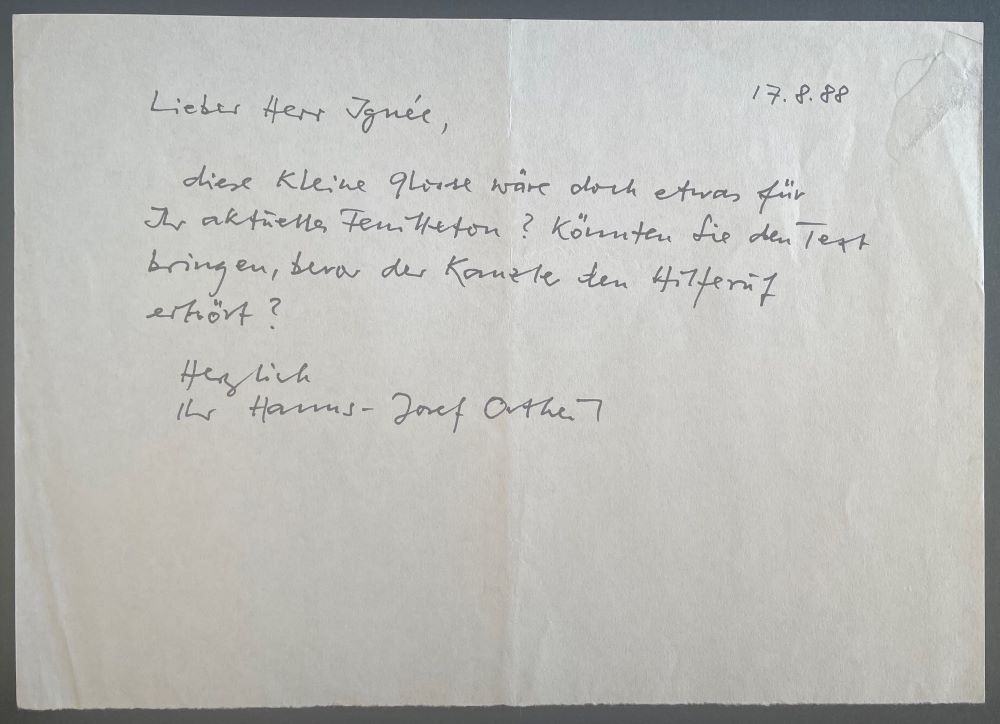 17.8.88
Lieber Herr Ignée,
diese kleine Glosse wäre doch etwas für
Ihr aktuelles Feuilleton? Könnten Sie den Text
bringen, bevor der Kanzler den Hilferuf
erhört?
Herzlich
Ihr Hanns-Josef Ortheil